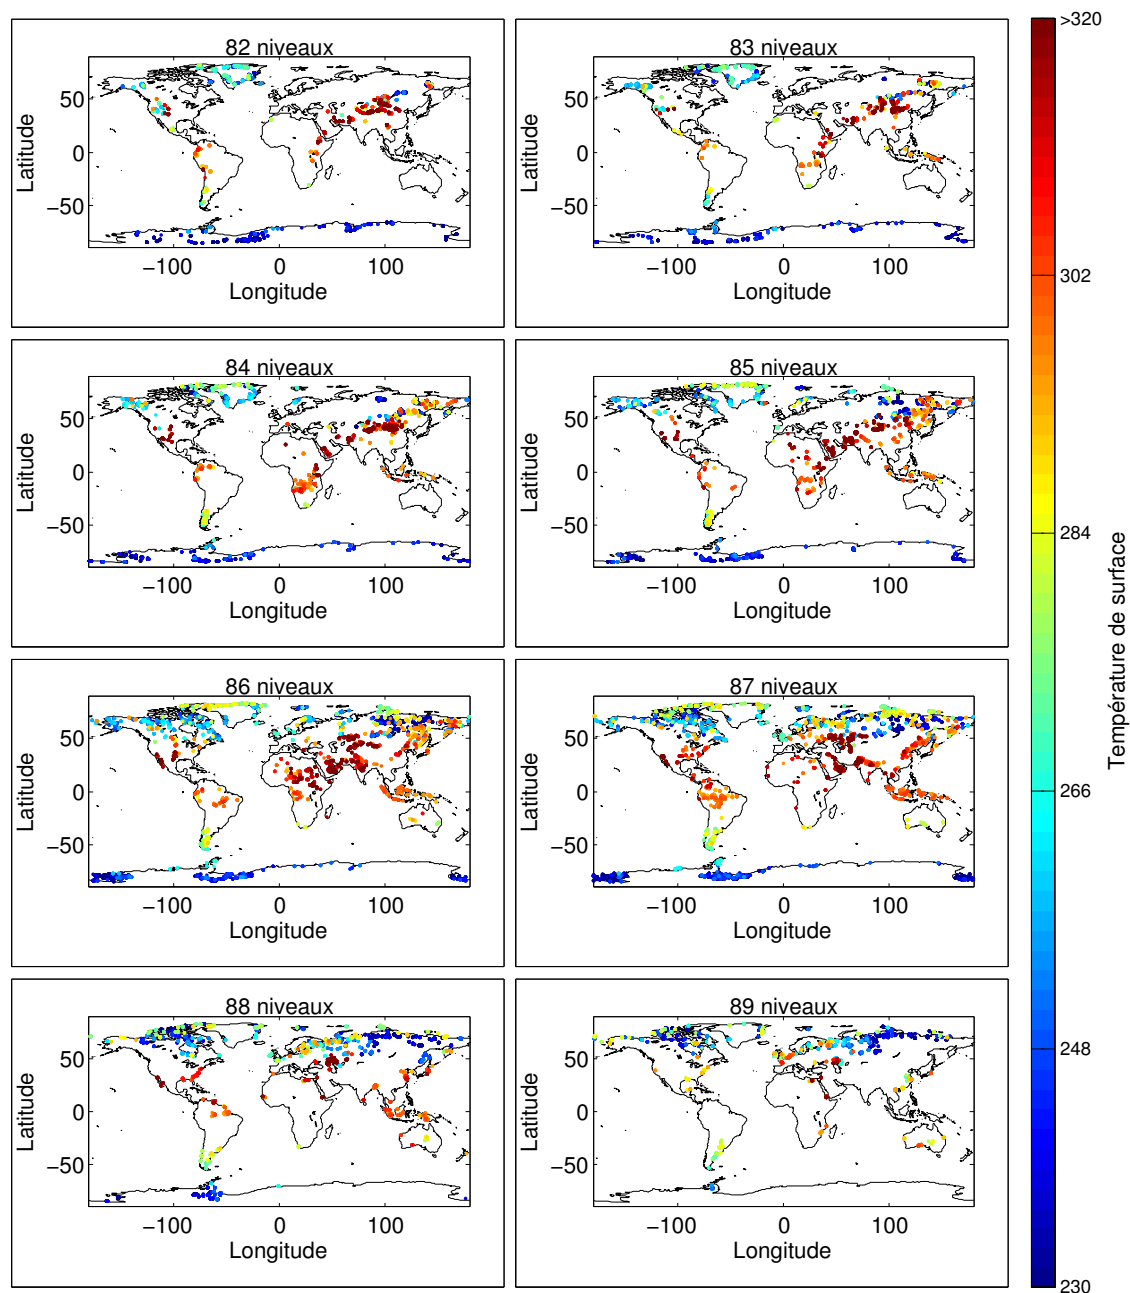 82 niveaux
50
0
−50
Latitude
−100 0 100
Longitude
83 niveaux
50
0
−50
Latitude
−100 0 100
Longitude
84 niveaux
50
0
−50
Latitude
−100 0 100
Longitude
85 niveaux
50
0
−50
Latitude
−100 0 100
Longitude
86 niveaux
50
0
−50
Latitude
−100 0 100
Longitude
87 niveaux
50
0
−50
Latitude
−100 0 100
Longitude
88 niveaux
50
0
−50
Latitude
−100 0 100
Longitude
89 niveaux
50
0
−50
Latitude
−100 0 100
Longitude
>320
302
284
266
248
230
Température de surface